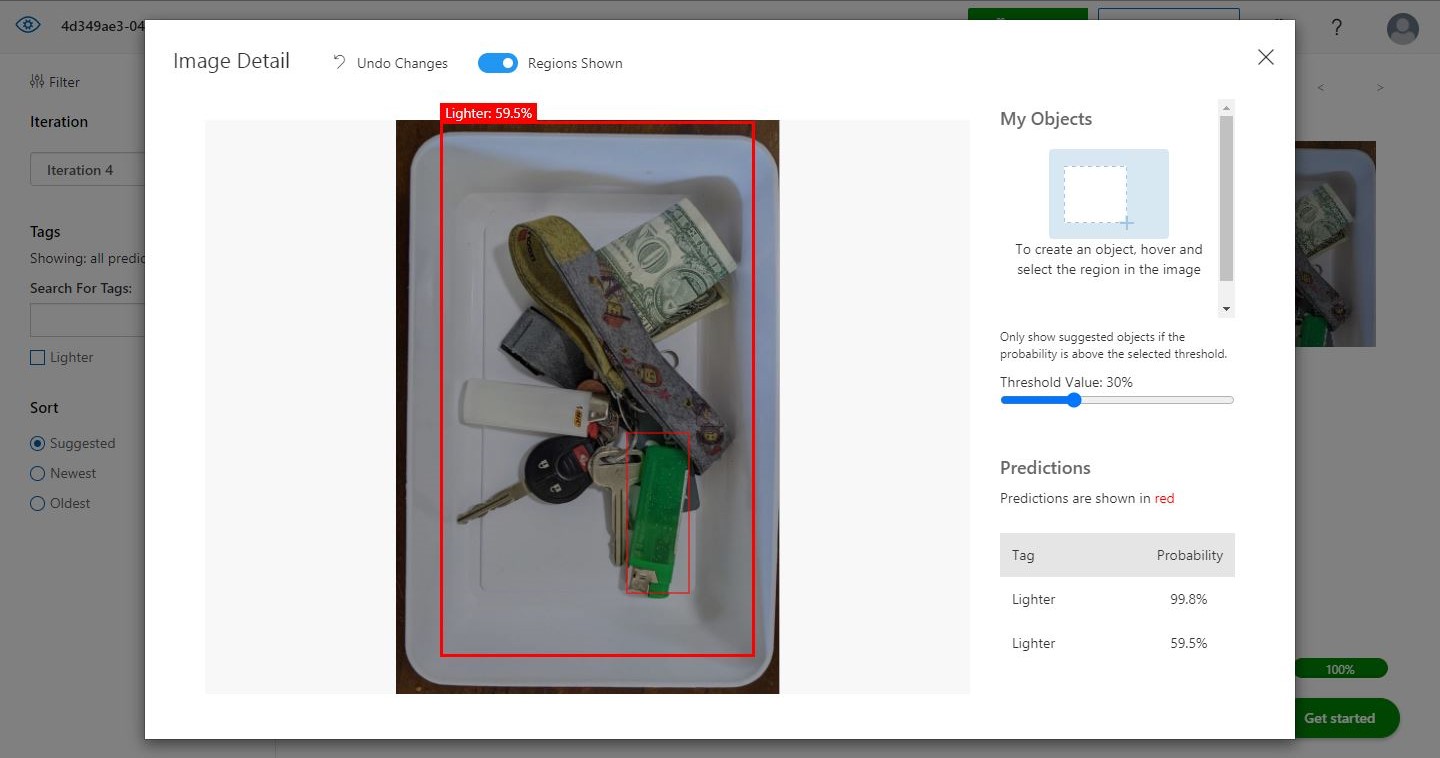 4d349ae3-04
?
Filter
Iteration
Iteration 4
Tags
Showing: all predic
Search For Tags:
Lighter
Sort
Suggested
Newest
Oldest
Image Detail
Undo Changes
Regions Shown
Lighter: 59.5%
BIC
My Objects
To create an object, hover and
select the region in the image
Only show suggested objects if the
probability is above the selected threshold.
Threshold Value: 30%
Predictions
Predictions are shown in red
Tag Probability
Lighter 99.8%
Lighter 59.5%
100%
Get started